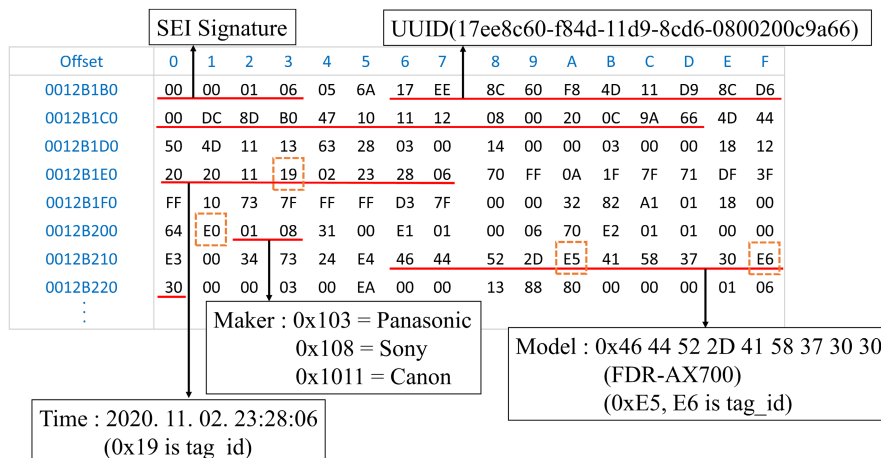 SEI Signature
UUID(17ee8c60-f84d-11d9-8cd6-0800200c9a66)
Offset 0 1 2 3 4 5 6 7 8 9 A B C D E F
0012B1B0 00 00 01 06 05 6A 17 EE 8C 60 F8 4D 11 D9 8C D6
0012B1C0 00 DC 8D B0 47 10 11 12 08 00 20 0C 9A 66 4D 44
0012B1D0 50 4D 11 13 63 28 03 00 14 00 00 03 00 00 18 12
0012B1E0 20 20 11 19 02 23 28 06 70 FF 0A 1F 7F 71 DF 3F
0012B1F0 FF 10 73 7F FF FF D3 7F 00 00 32 82 A1 01 18 00
0012B200 64 E0 01 08 31 00 E1 01 00 06 70 E2 01 01 00 00
0012B210 E3 00 34 73 24 E4 46 44 52 2D E5 41 58 37 30 E6
0012B220 30 00 00 03 00 EA 00 00 13 88 80 00 00 00 01 06
Maker : 0x103 = Panasonic
0x108 = Sony
0x1011 = Canon
Model : 0x46 44 52 2D 41 58 37 30 30
(FDR-AX700)
(0xE5, E6 is tag_id)
Time : 2020. 11. 02. 23:28:06
(0x19 is tag_id)